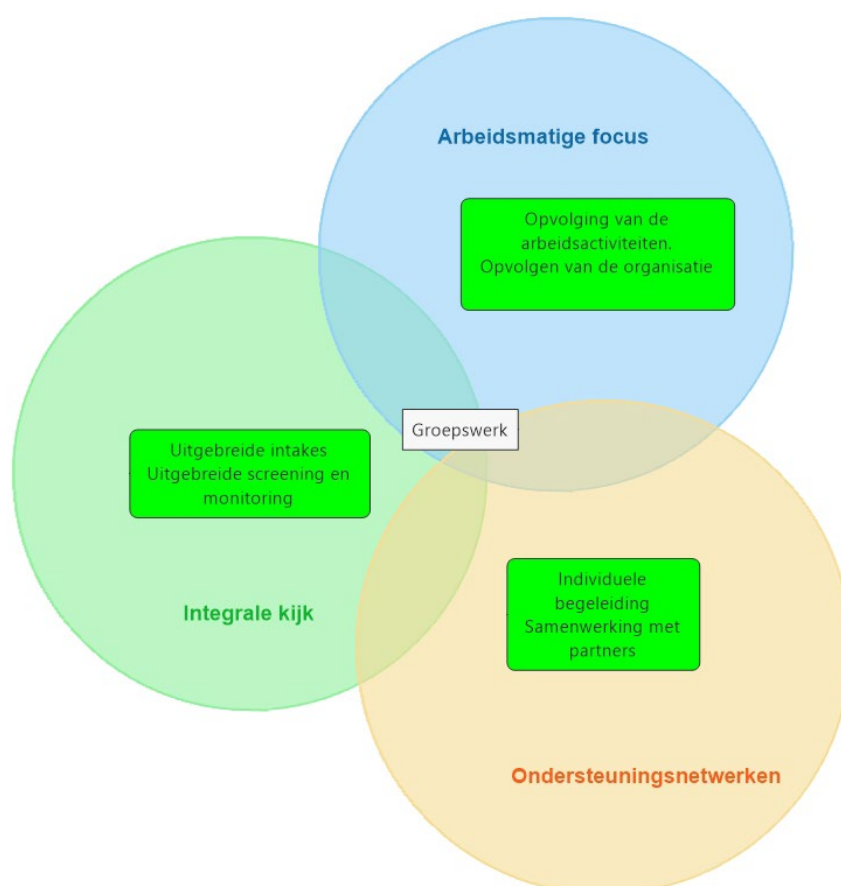 Arbeidsmatige focus
Opvolging van de
arbeidsactiviteiten.
Opvolgen van de organisatie
Groepswerk
Uitgebreide intakes
Uitgebreide screening en
monitoring
Integrale kijk
Individuele
begeleiding
Samenwerking met
partners
Ondersteuningsnetwerken